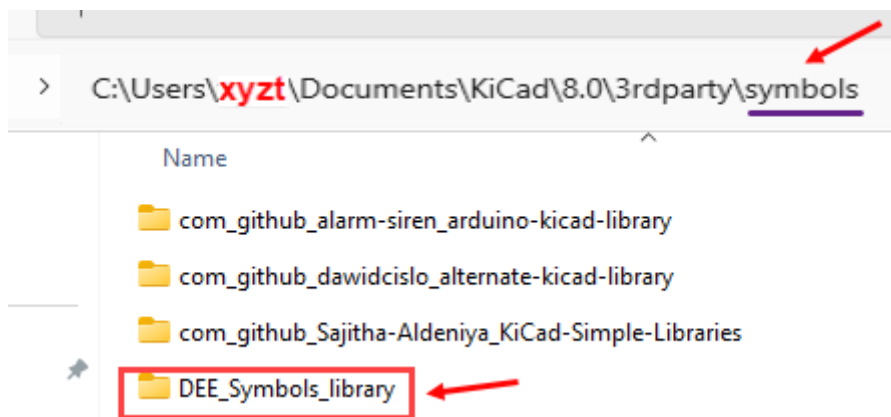 C:\Users\xyzt\Documents\KiCad\8.0\3rdparty\symbols
Name
com_github_alarm-siren_arduino-kicad-library
com_github_dawidcislo_alternate-kicad-library
com_github_Sajitha-Aldeniya_KiCad-Simple-Libraries
DEE_Symbols_library